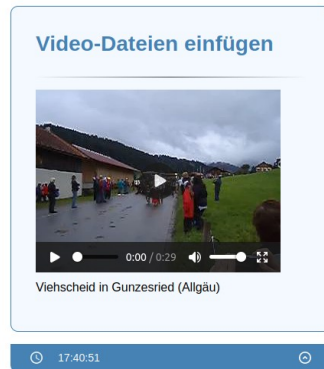 Video-Dateien einfügen
0:00 / 0:29
Viehscheid in Gunzesried (Allgäu)
17:40:51